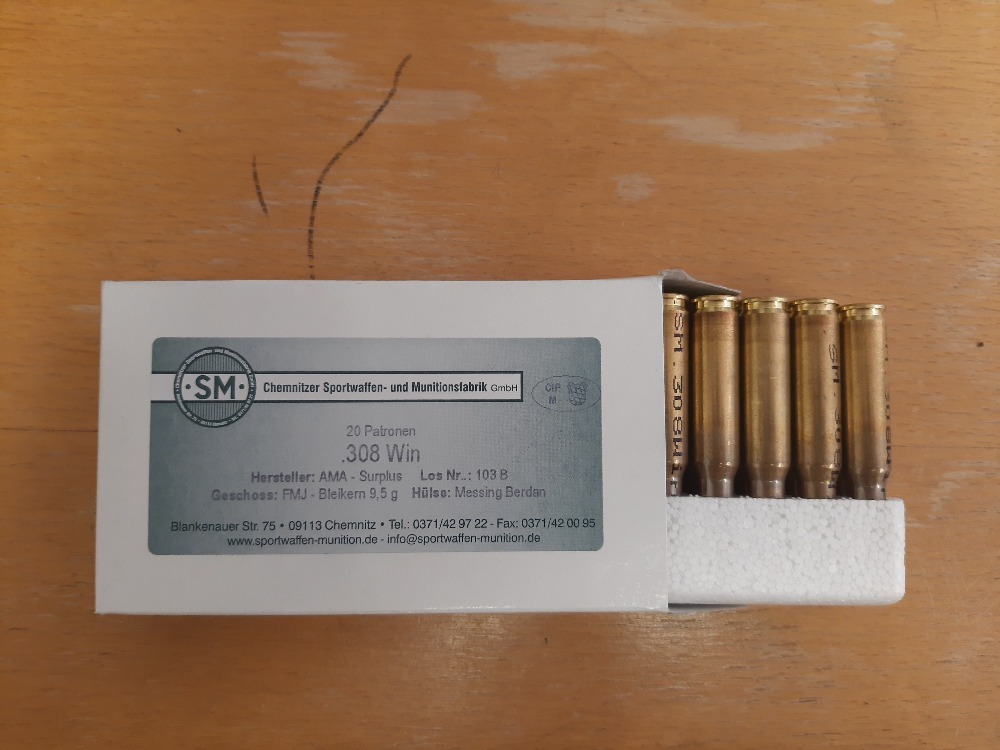 SM
Chemnitzer Sportwaffen- und Munitionsfabrik GmbH
CIP
M
20 Patronen
.308 Win
Hersteller: AMA - Surplus Los Nr..: 103 B
Geschoss: FMJ - Bleikern 9,5 g Hülse: Messing Berdan
Blankenauer Str. 75 • 09113 Chemnitz • Tel.: 0371/42 97 22 - Fax: 0371/42 00 95
www.sportwaffen-munition.de - info@sportwaffen-munition.de
SM .308Win
SM